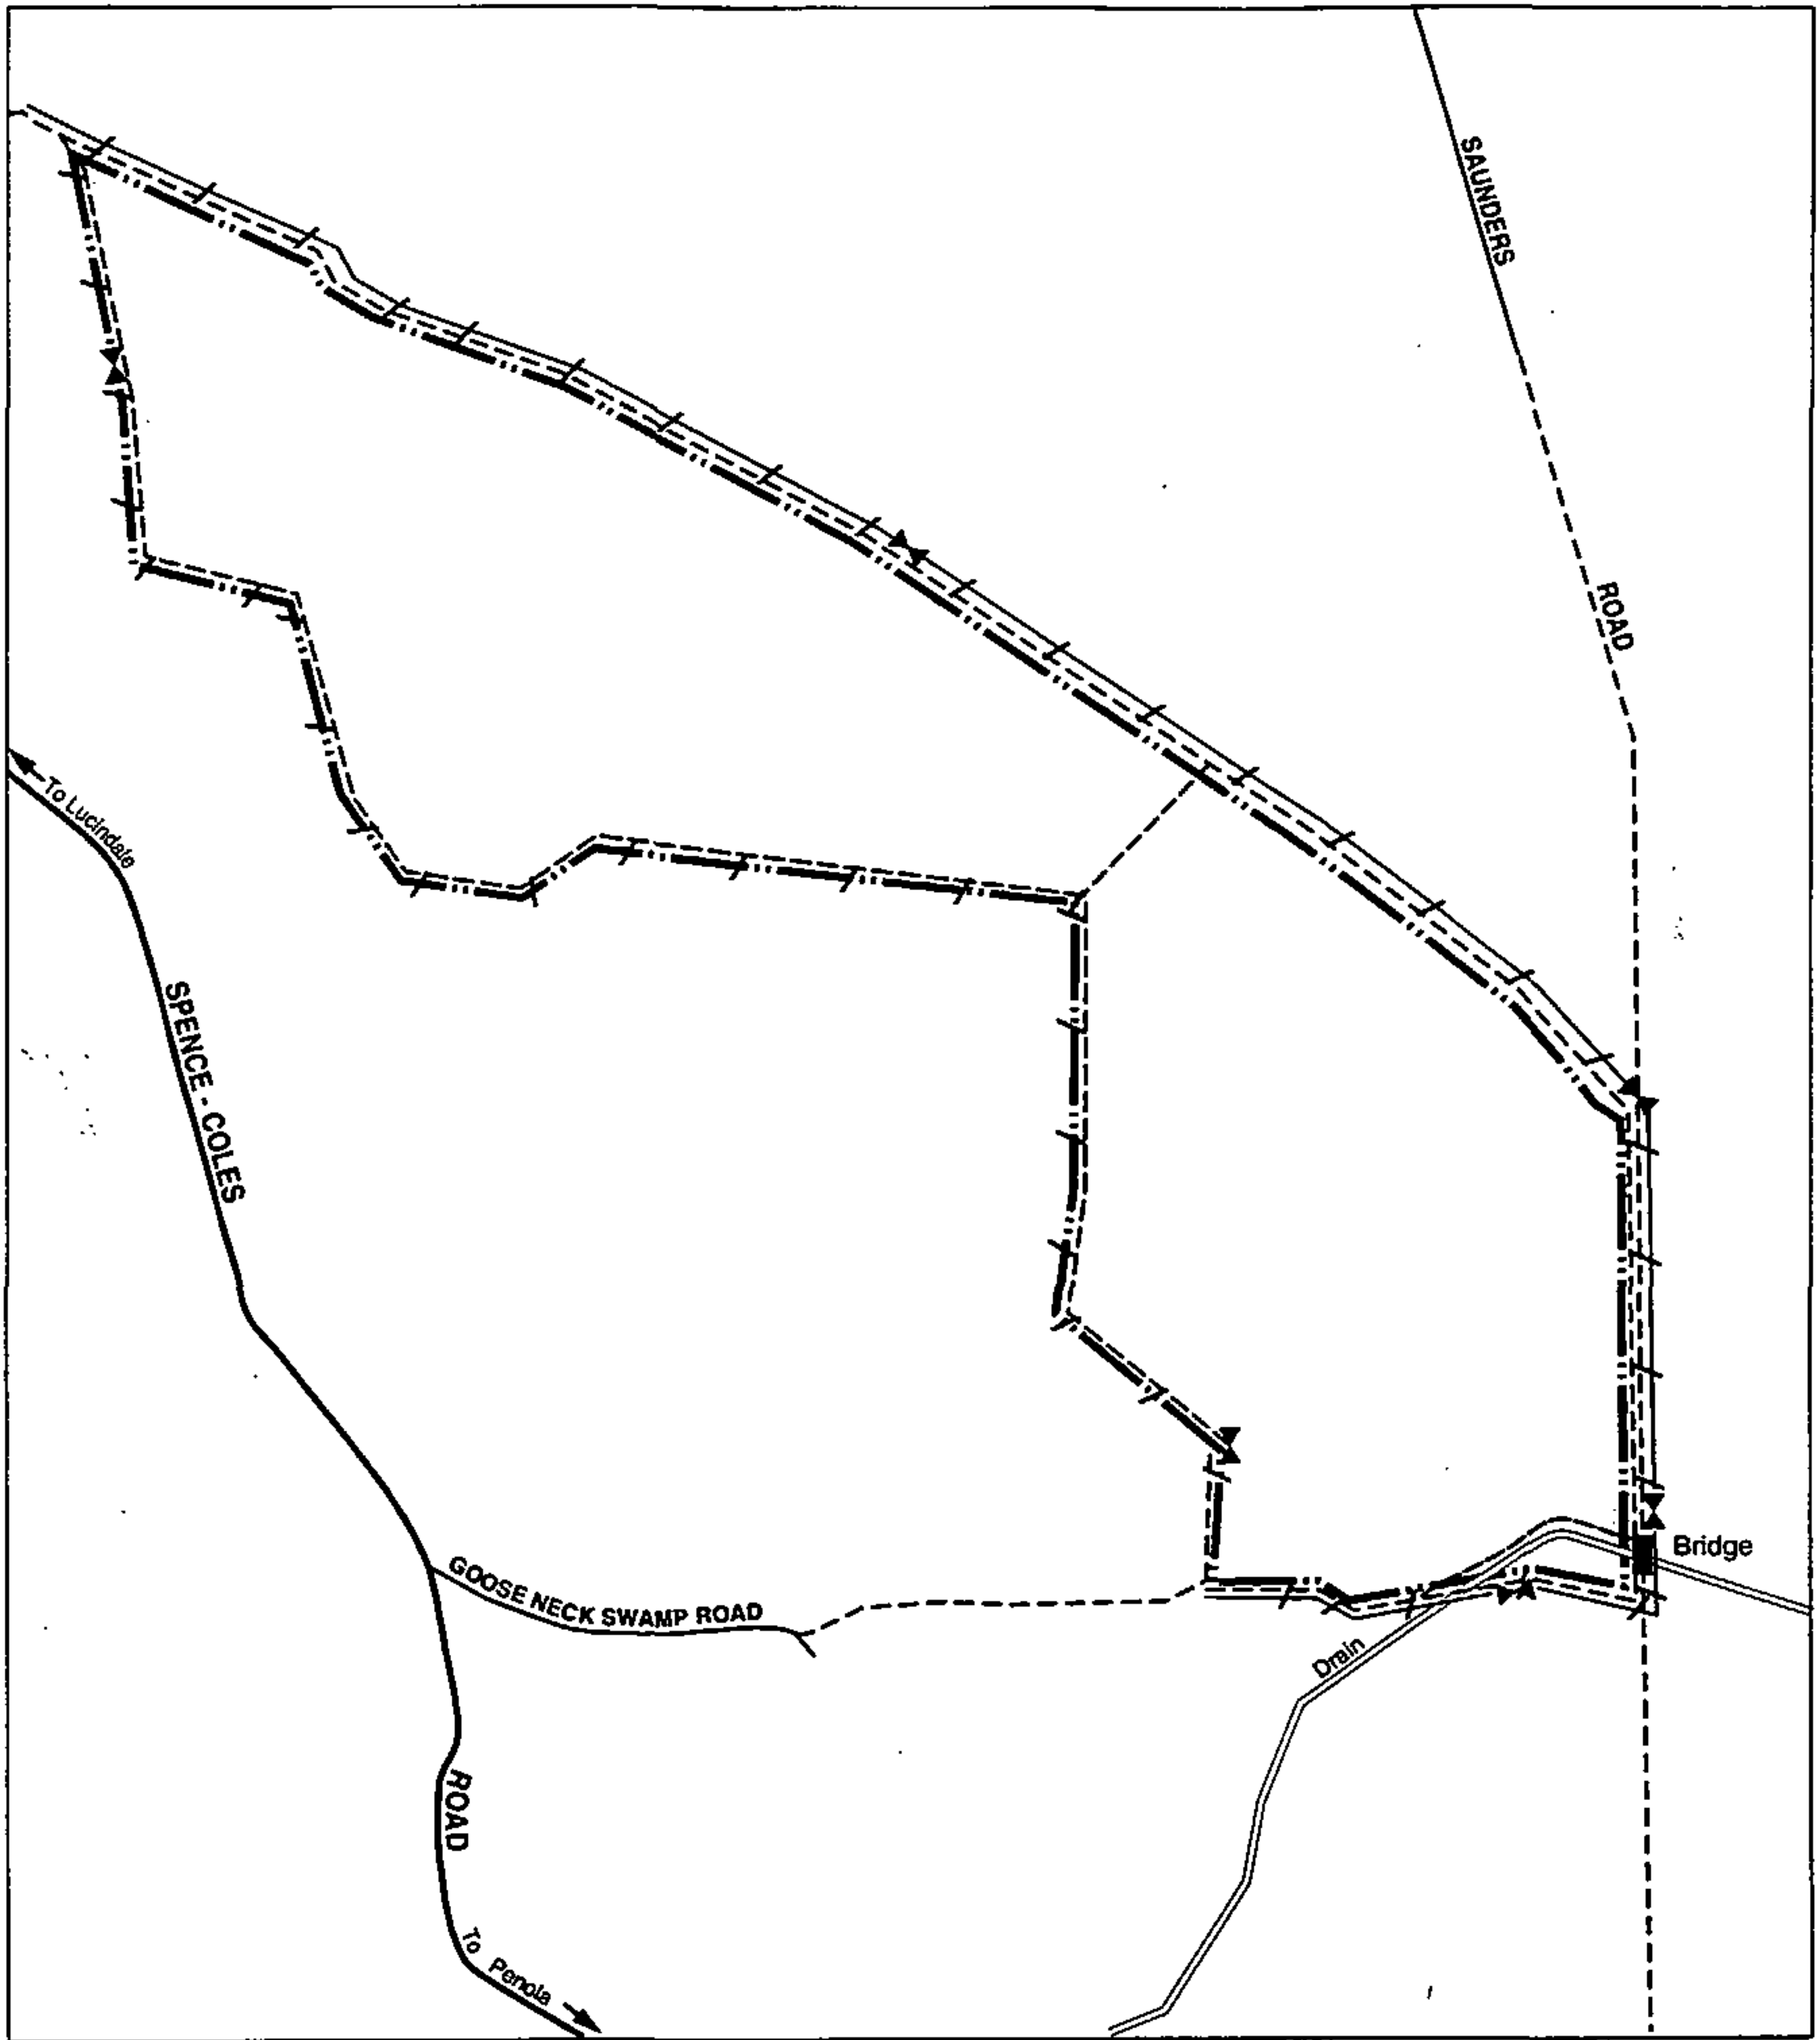 SAUNDERS
ROAD
To Lucindale
SPENCE - COLES
Bridge
GOOSE NECK SWAMP ROAD
Drain
ROAD
To Penola